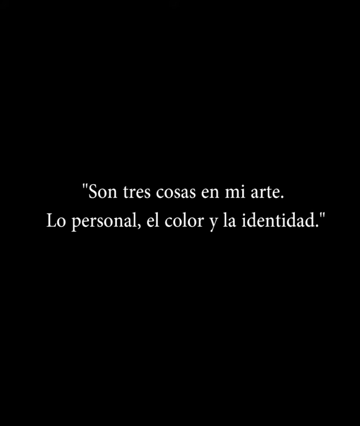 "Son tres cosas en mi arte.
Lo personal, el color y la identidad."